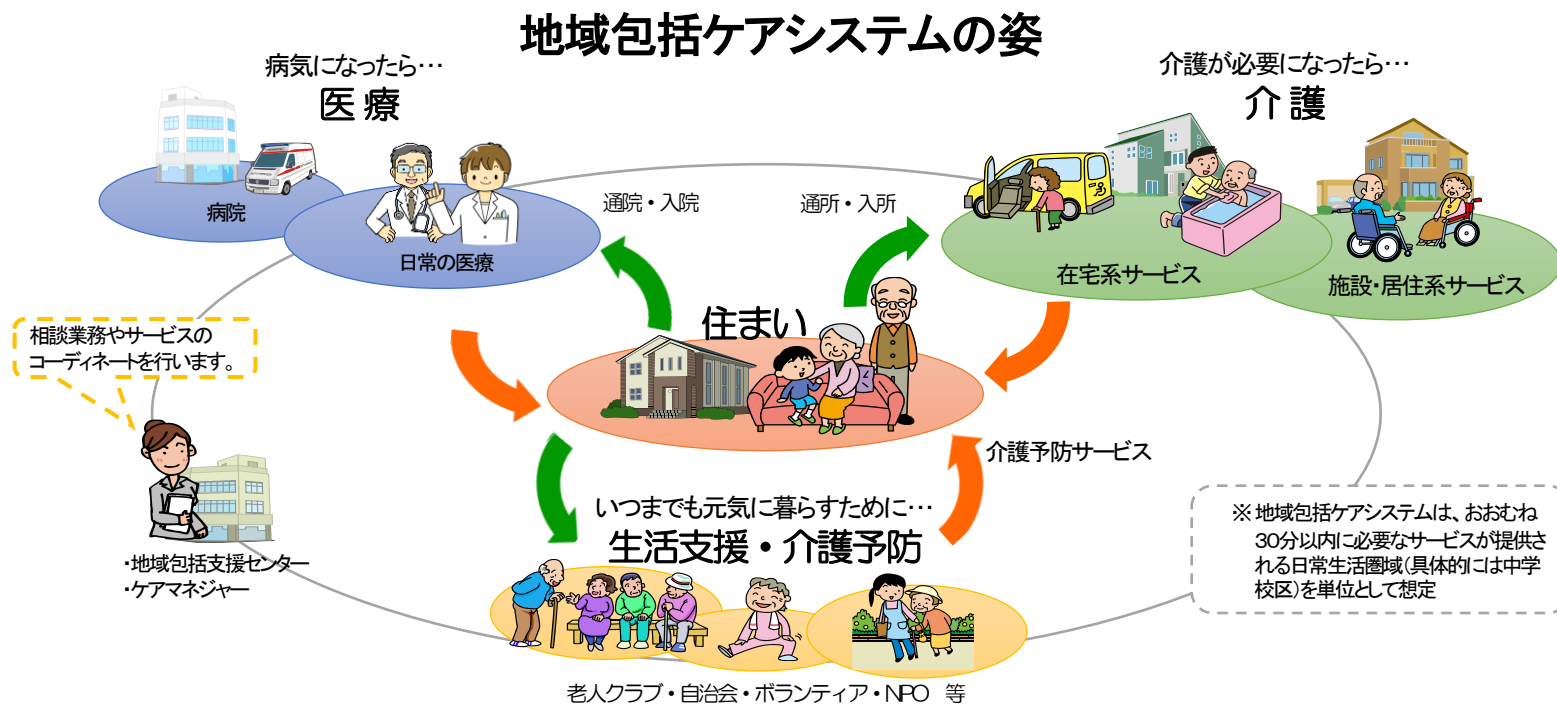 地域包括ケアシステムの姿
病気になったら…
医 療
介護が必要になったら…
介 護
病院
日常の医療
通院・入院
通所・入所
在宅系サービス
施設・居住系サービス
住まい
相談業務やサービスの
コーディネートを行います。
・地域包括支援センター
・ケアマネジャー
介護予防サービス
いつまでも元気に暮らすために…
生活支援・介護予防
※ 地域包括ケアシステムは、おおむね
30分以内に必要なサービスが提供さ
れる日常生活圏域(具体的には中学
校区)を単位として想定
老人クラブ・自治会・ボランティア・NPO 等